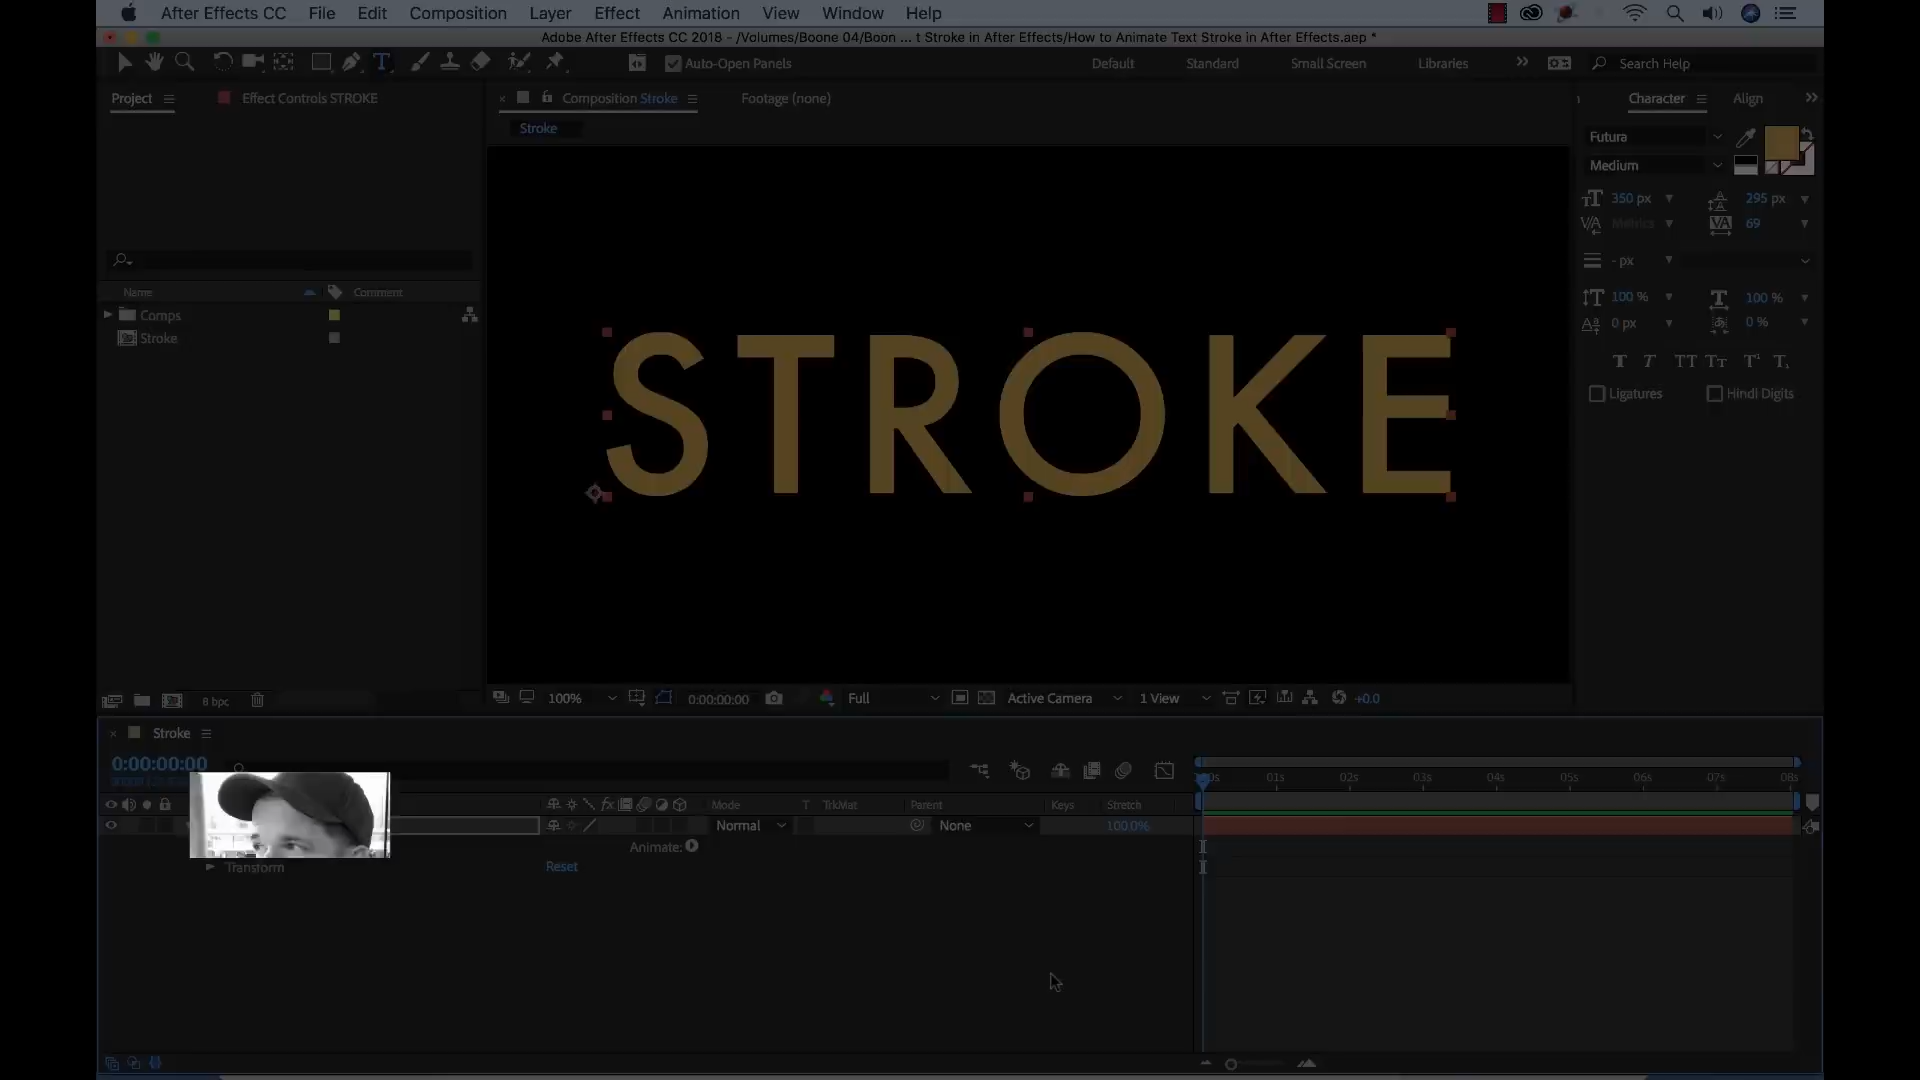 After Effects CC File Edit Composition Layer Effect Animation View Window Help
Adobe After Effects CC 2018 - /Volumes/Boone 04/Boon ... t Stroke in After Effects/How to Animate Text Stroke in After Effects.aep *
Auto-Open Panels Default Standard Small Screen Libraries Search Help
Project Effect Controls STROKE Composition Stroke Footage (none) Character Align
Stroke
Futura
Medium
350 px 295 px
Metrics 69
- px
Name Comment
100 % 100 %
Comps
0 px 0 %
Stroke
STROKE
T T TT TT T¹ T₁
Ligatures Hindi Digits
8 bpc 100% 0:00:00:00 Full Active Camera 1 View +0.0
Stroke
0:00:00:00
01s 02s 03s 04s 05s 06s 07s 08s
Mode T TrkMat Parent Keys Stretch
Normal None 100.0%
Animate:
Transform Reset